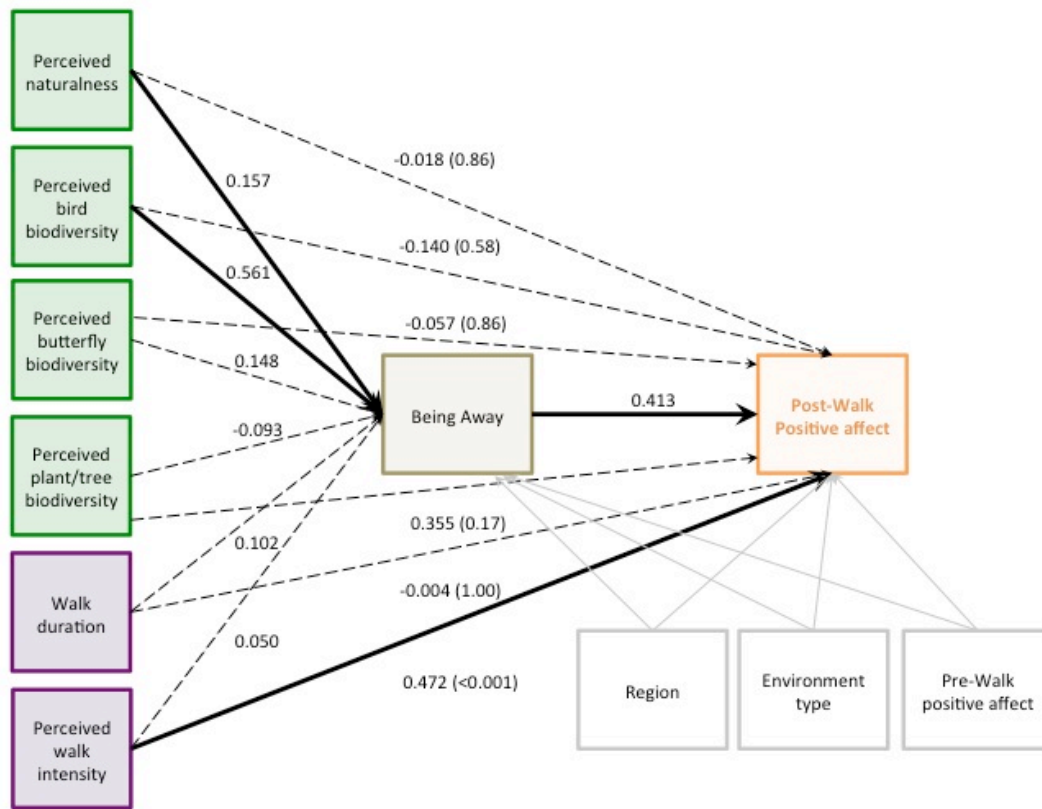 Perceived
naturalness
-0.018 (0.86)
0.157
Perceived
bird
biodiversity
-0.140 (0.58)
0.561
Perceived
butterfly
biodiversity
-0.057 (0.86)
0.148
Being Away
0.413
Post-Walk
Positive affect
-0.093
Perceived
plant/tree
biodiversity
0.355 (0.17)
0.102
Walk
duration
-0.004 (1.00)
0.050
0.472 (<0.001)
Region
Environment
type
Pre-Walk
positive affect
Perceived
walk
intensity